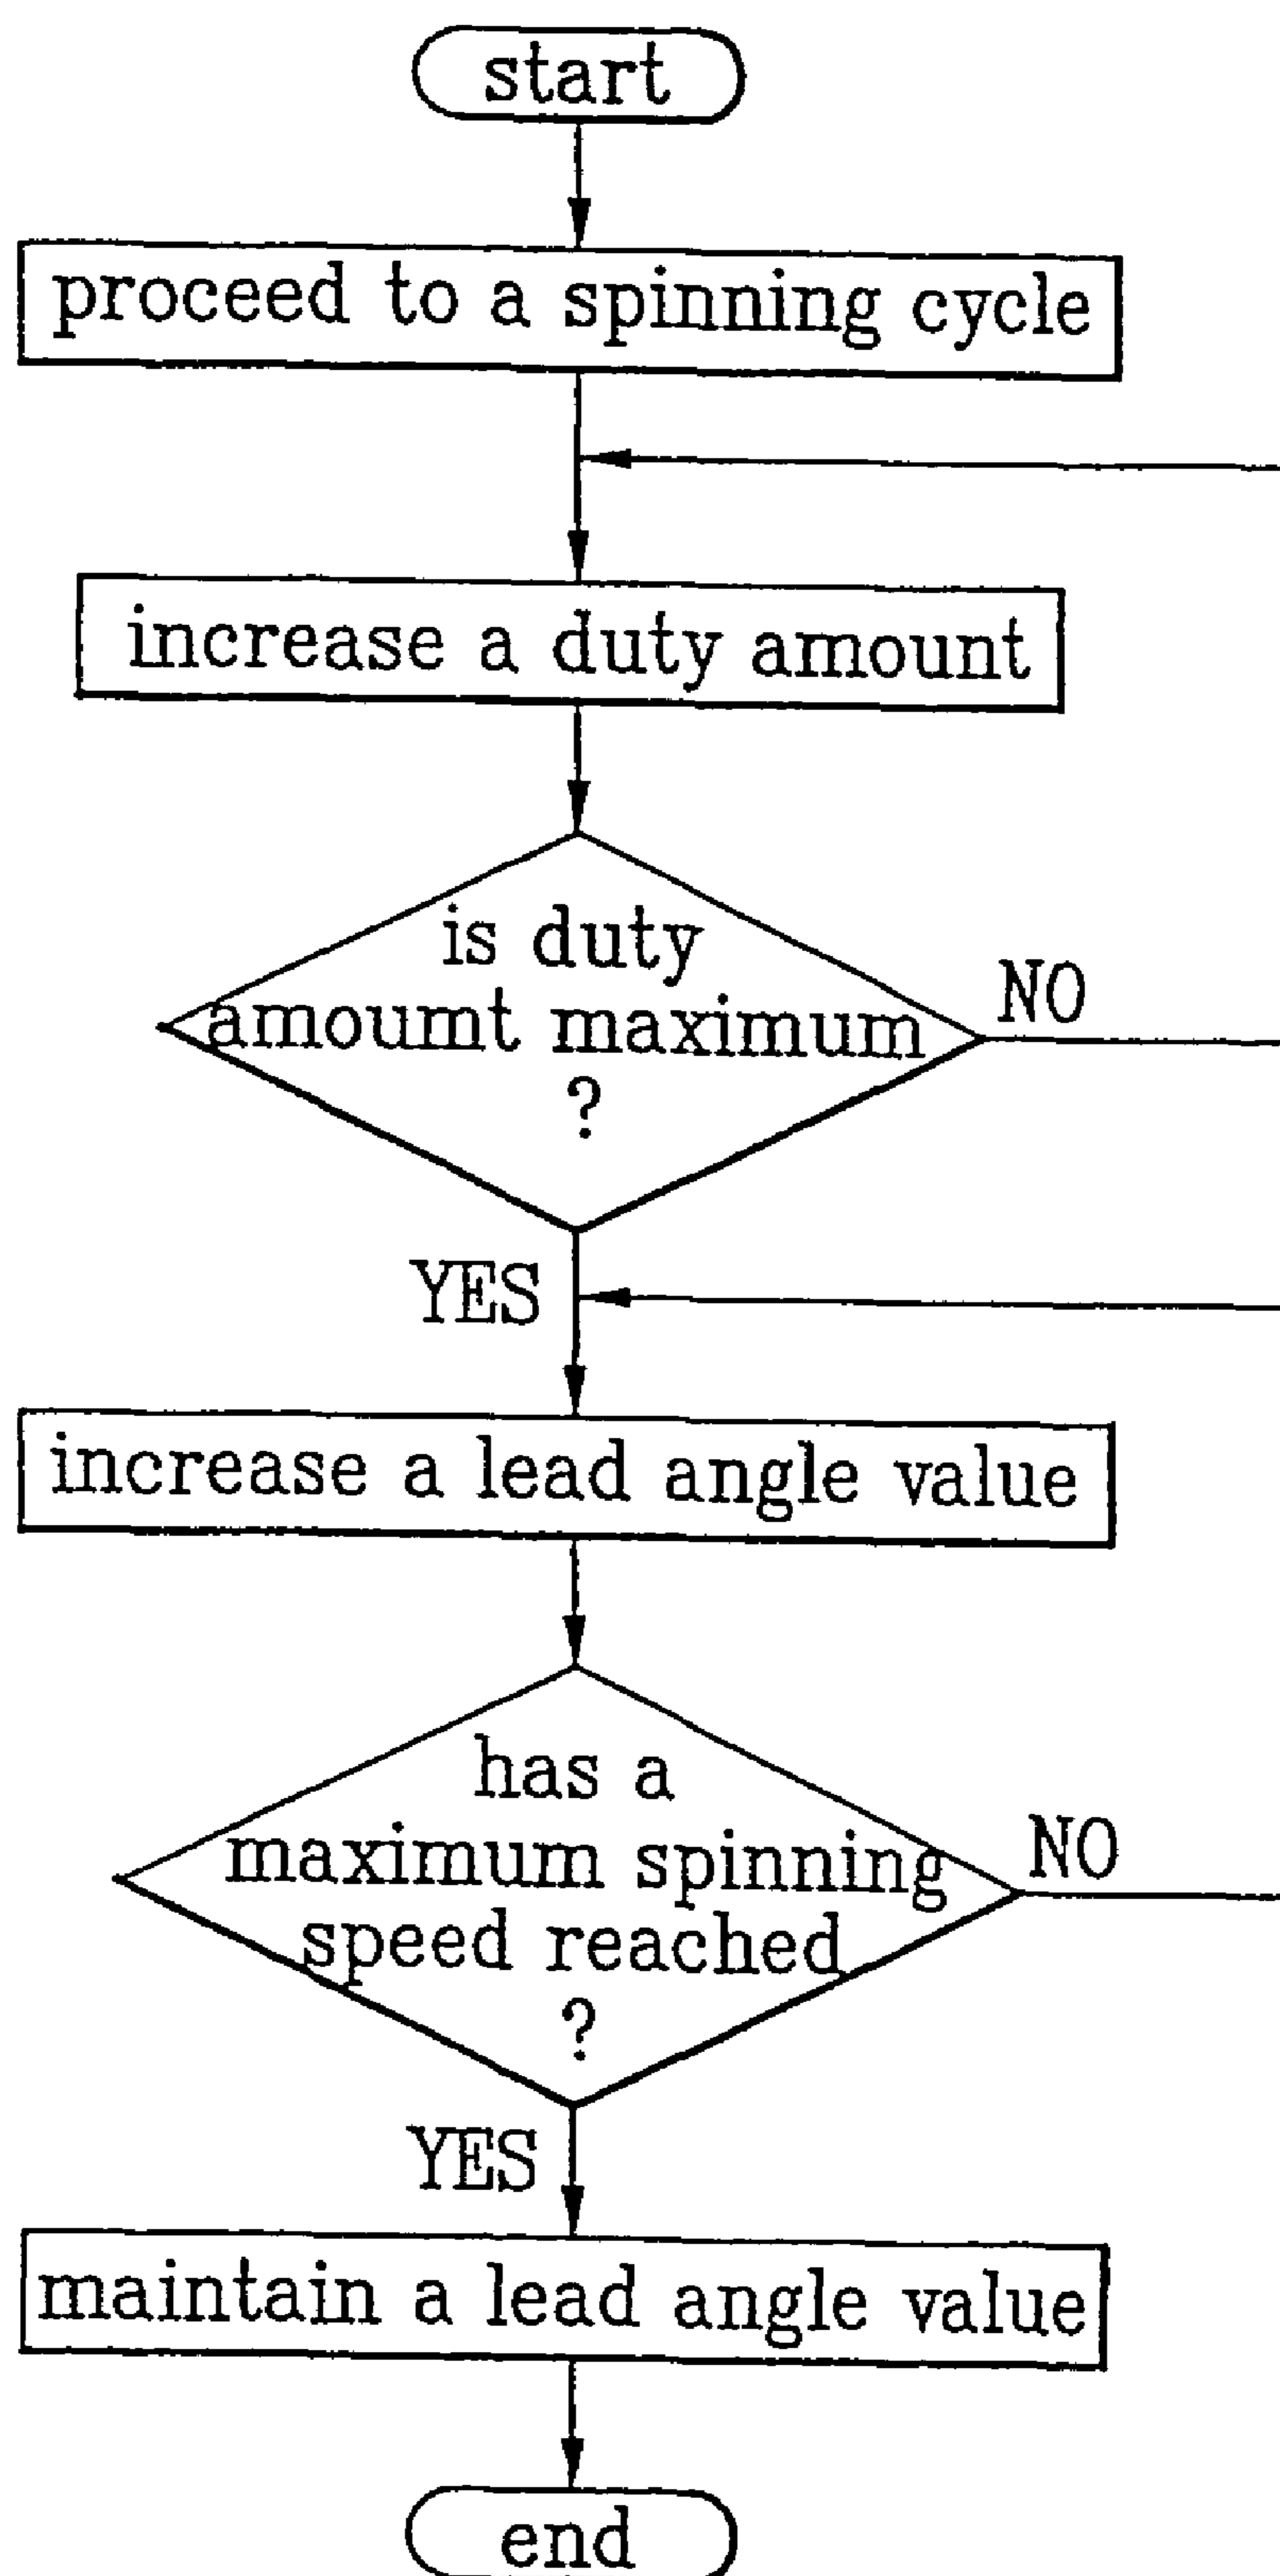 start
proceed to a spinning cycle
increase a duty amount
is duty
amoumt maximum
?
NO
YES
increase a lead angle value
has a
maximum spinning
speed reached
?
NO
YES
maintain a lead angle value
end